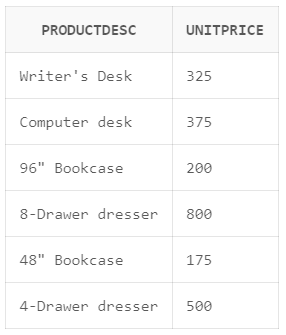 PRODUCTDESC UNITPRICE
Writer's Desk 325
Computer desk 375
96" Bookcase 200
8-Drawer dresser 800
48" Bookcase 175
4-Drawer dresser 500